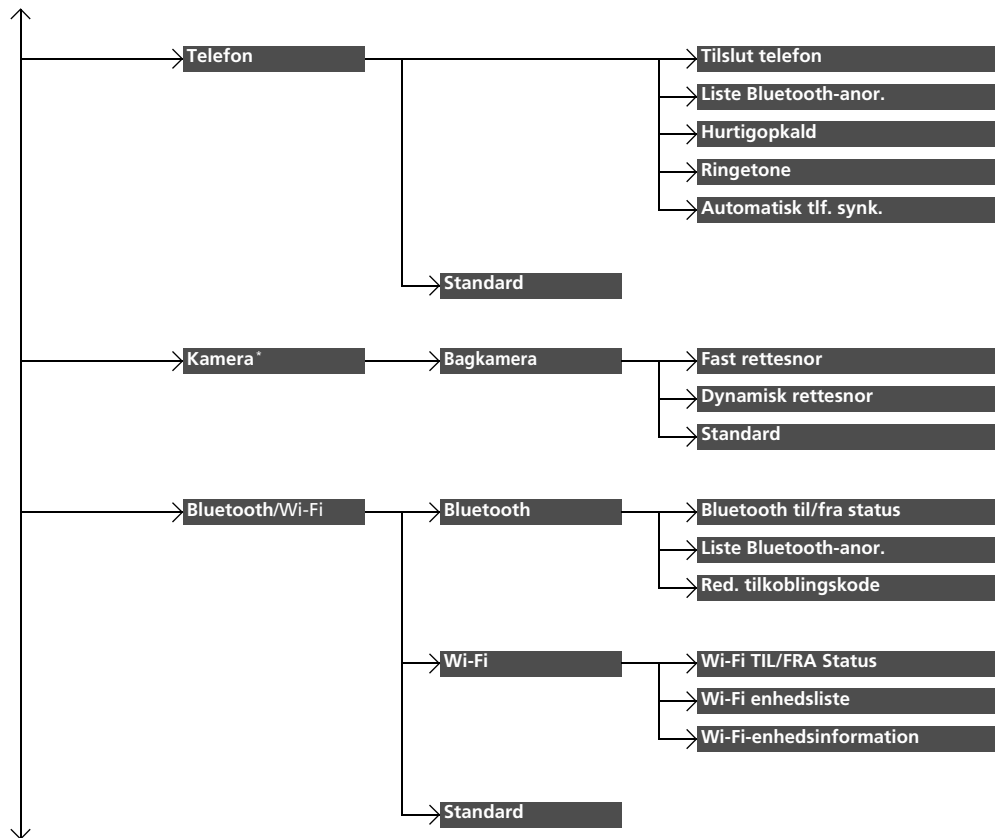 Telefon
Tilslut telefon
Liste Bluetooth-anor.
Hurtigopkald
Ringetone
Automatisk tlf. synk.
Standard
Kamera*
Bagkamera
Fast rettesnor
Dynamisk rettesnor
Standard
Bluetooth/Wi-Fi
Bluetooth
Bluetooth til/fra status
Liste Bluetooth-anor.
Red. tilkoblingskode
Wi-Fi
Wi-Fi TIL/FRA Status
Wi-Fi enhedsliste
Wi-Fi-enhedsinformation
Standard